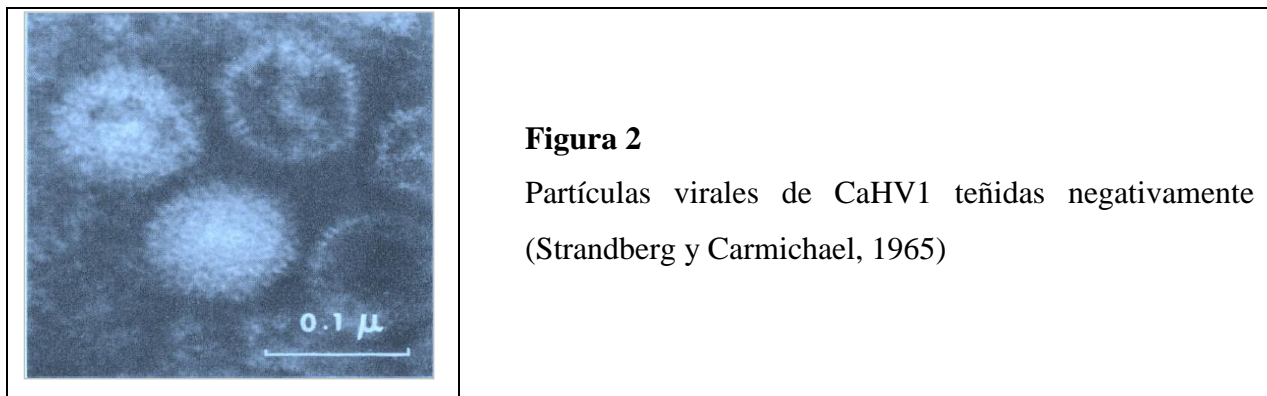 0.1 μ
Figura 2
Partículas virales de CaHV1 teñidas negativamente
(Strandberg y Carmichael, 1965)